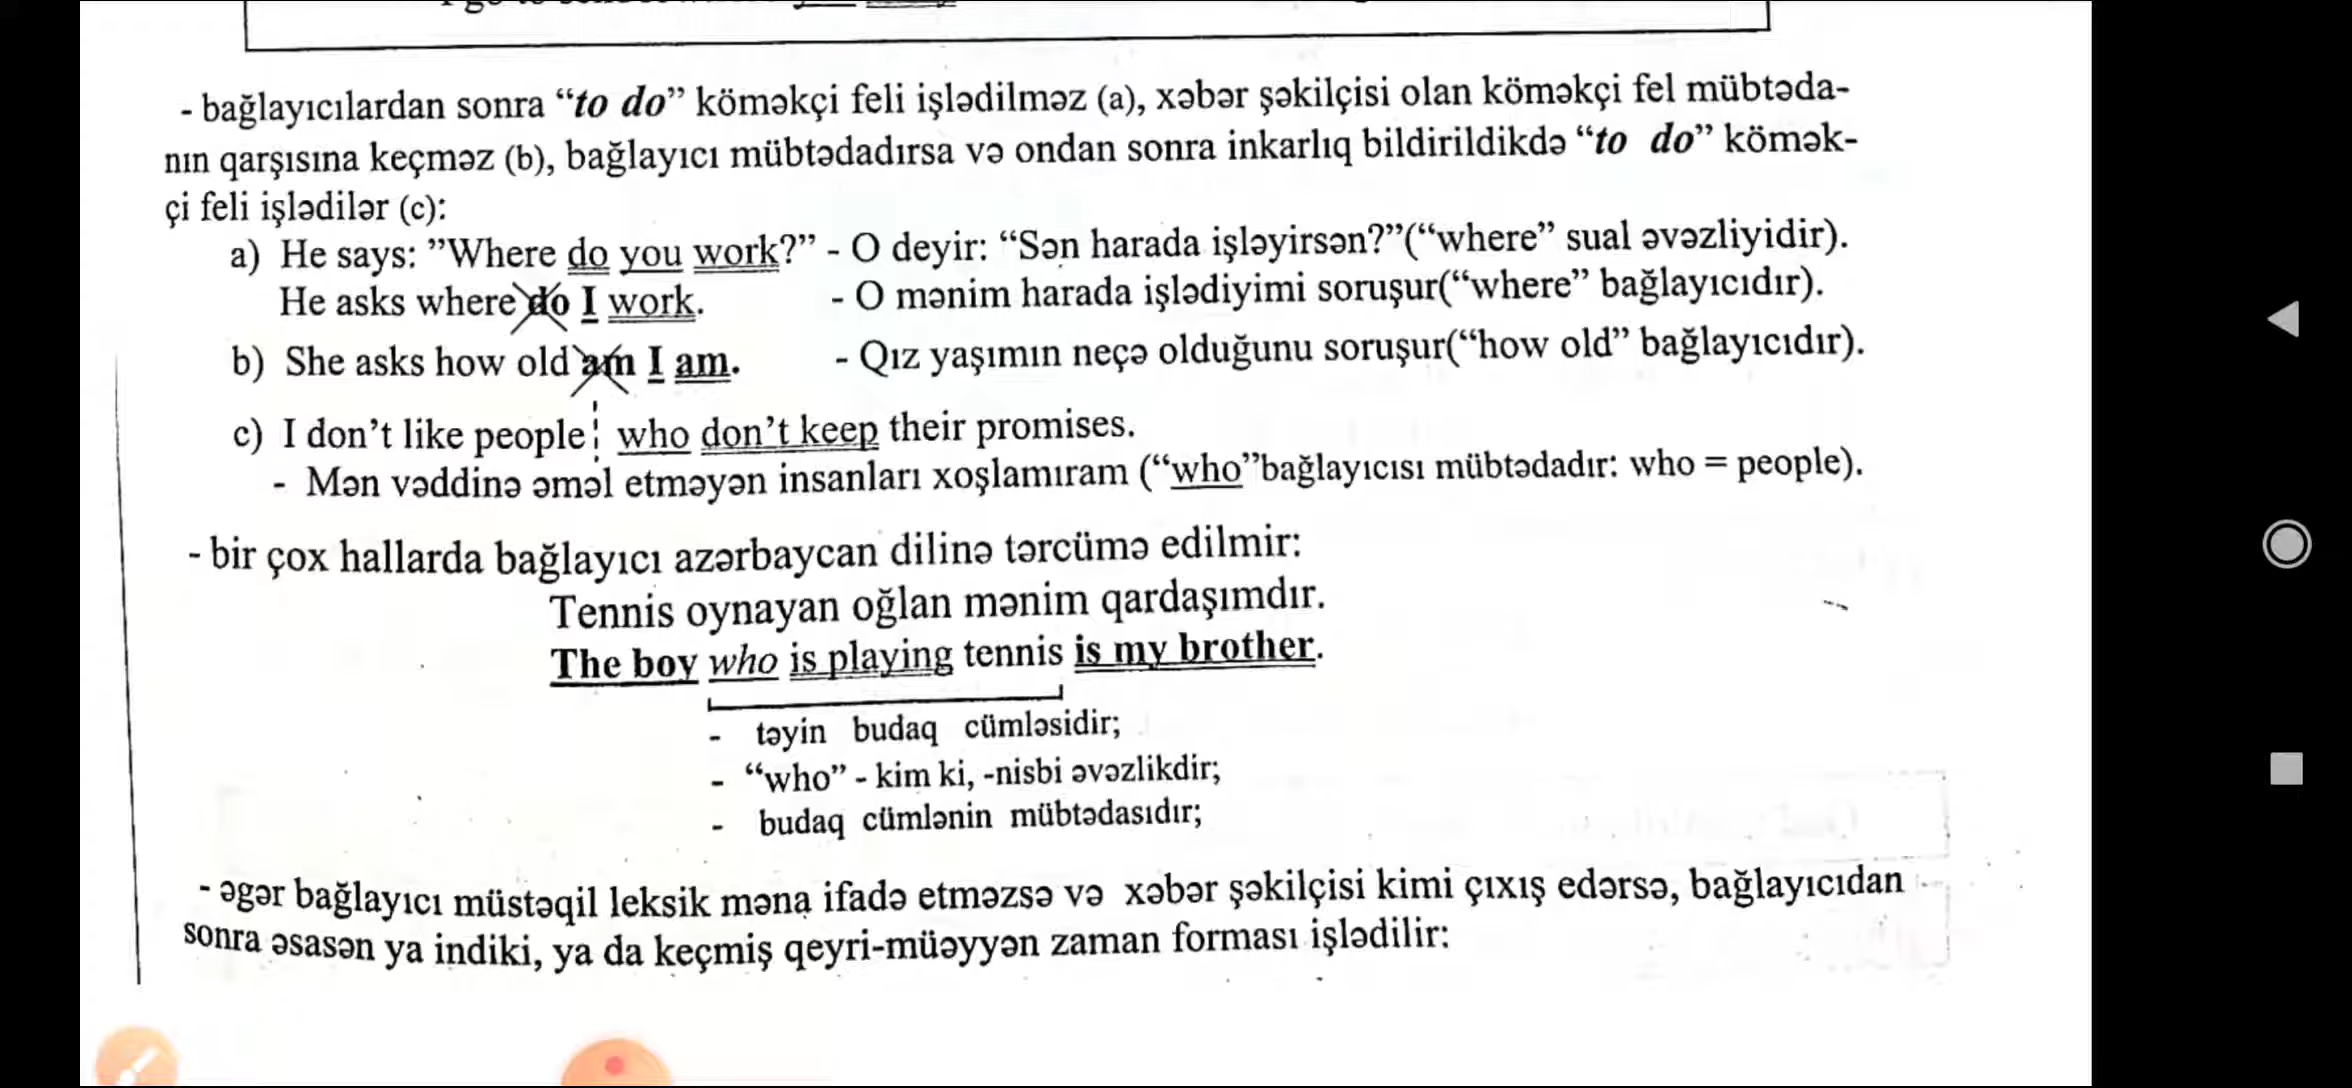 - bağlayıcılardan sonra “to do” köməkçi feli işlədilməz (a), xəbər şəkilçisi olan köməkçi fel mübtəda-
nın qarşısına keçməz (b), bağlayıcı mübtədadırsa və ondan sonra inkarlıq bildirildikdə “to do” kömək-
çi feli işlədilər (c):
a) He says: ”Where do you work?” - O deyir: “Sən harada işləyirsən?”(“where” sual əvəzliyidir).
He asks where do I work. - O mənim harada işlədiyimi soruşur(“where” bağlayıcıdır).
b) She asks how old am I am. - Qız yaşımın neçə olduğunu soruşur(“how old” bağlayıcıdır).
c) I don’t like people who don’t keep their promises.
- Mən vəddinə əməl etməyən insanları xoşlamıram (“who”bağlayıcısı mübtədadır: who = people).
- bir çox hallarda bağlayıcı azərbaycan dilinə tərcümə edilmir:
Tennis oynayan oğlan mənim qardaşımdır.
The boy who is playing tennis is my brother.
- təyin budaq cümləsidir;
- “who” - kim ki, -nisbi əvəzlikdir;
- budaq cümlənin mübtədasıdır;
- əgər bağlayıcı müstəqil leksik məna ifadə etməzsə və xəbər şəkilçisi kimi çıxış edərsə, bağlayıcıdan
sonra əsasən ya indiki, ya da keçmiş qeyri-müəyyən zaman forması işlədilir: